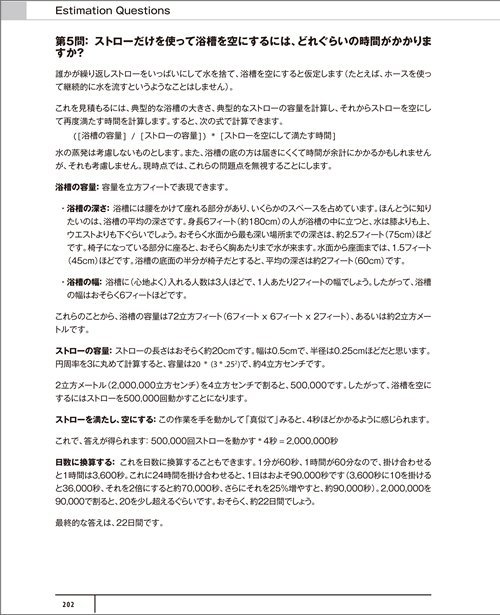 Estimation Questions
第5問: ストローだけを使って浴槽を空にするには、どれぐらいの時間がかかりま
すか?
誰かが繰り返しストローをいっぱいにして水を捨て、浴槽を空にすると仮定します(たとえば、ホースを使っ
て継続的に水を流すというようなことはしません)。
これを見積もるには、典型的な浴槽の大きさ、典型的なストローの容量を計算し、それからストローを空にし
て再度満たす時間を計算します。すると、次の式で計算できます。
([浴槽の容量] / [ストローの容量]) * [ストローを空にして満たす時間]
水の蒸発は考慮しないものとします。また、浴槽の底の方は届きにくくて時間が余計にかかるかもしれません
が、それも考慮しません。現時点では、これらの問題点を無視することにします。
浴槽の容量: 容量を立方フィートで表現できます。
・浴槽の深さ: 浴槽には腰をかけて座れる部分があり、いくらかのスペースを占めています。ほんとうに知り
たいのは、浴槽の平均の深さです。身長6フィート(約180cm)の人が浴槽の中に立つと、水は膝よりも上、
ウエストよりも下ぐらいでしょう。おそらく水面から最も深い場所までの深さは、約2.5フィート(75cm)ほど
です。椅子になっている部分に座ると、おそらく胸あたりまで水が来ます。水面から座面までは、1.5フィート
(45cm)ほどです。浴槽の底面の半分が椅子だとすると、平均の深さは約2フィート(60cm)です。
・浴槽の幅: 浴槽に(心地よく)入れる人数は3人ほどで、1人あたり2フィートの幅でしょう。したがって、浴槽
の幅はおそらく6フィートほどです。
これらのことから、浴槽の容量は72立方フィート(6フィート x 6フィート x 2フィート)、あるいは約2立方メー
トルです。
ストローの容量: ストローの長さはおそらく約20cmです。幅は0.5cmで、半径は0.25cmほどだと思います。
円周率を3に丸めて計算すると、容量は20 * (3 * .25²)で、約4立方センチです。
2立方メートル(2,000,000立方センチ)を4立方センチで割ると、500,000です。したがって、浴槽を空に
するにはストローを500,000回動かすことになります。
ストローを満たし、空にする: この作業を手を動かして「真似て」みると、4秒ほどかかるように感じられます。
これで、答えが得られます: 500,000回ストローを動かす * 4秒 = 2,000,000秒
日数に換算する: これを日数に換算することもできます。1分が60秒、1時間が60分なので、掛け合わせる
と1時間は3,600秒。これに24時間を掛け合わせると、1日はおよそ90,000秒です(3,600秒に10を掛ける
と36,000秒、それを2倍にすると約70,000秒、さらにそれを25%増やすと、約90,000秒)。2,000,000を
90,000で割ると、20を少し超えるぐらいです。おそらく、約22日間でしょう。
最終的な答えは、22日間です。
202